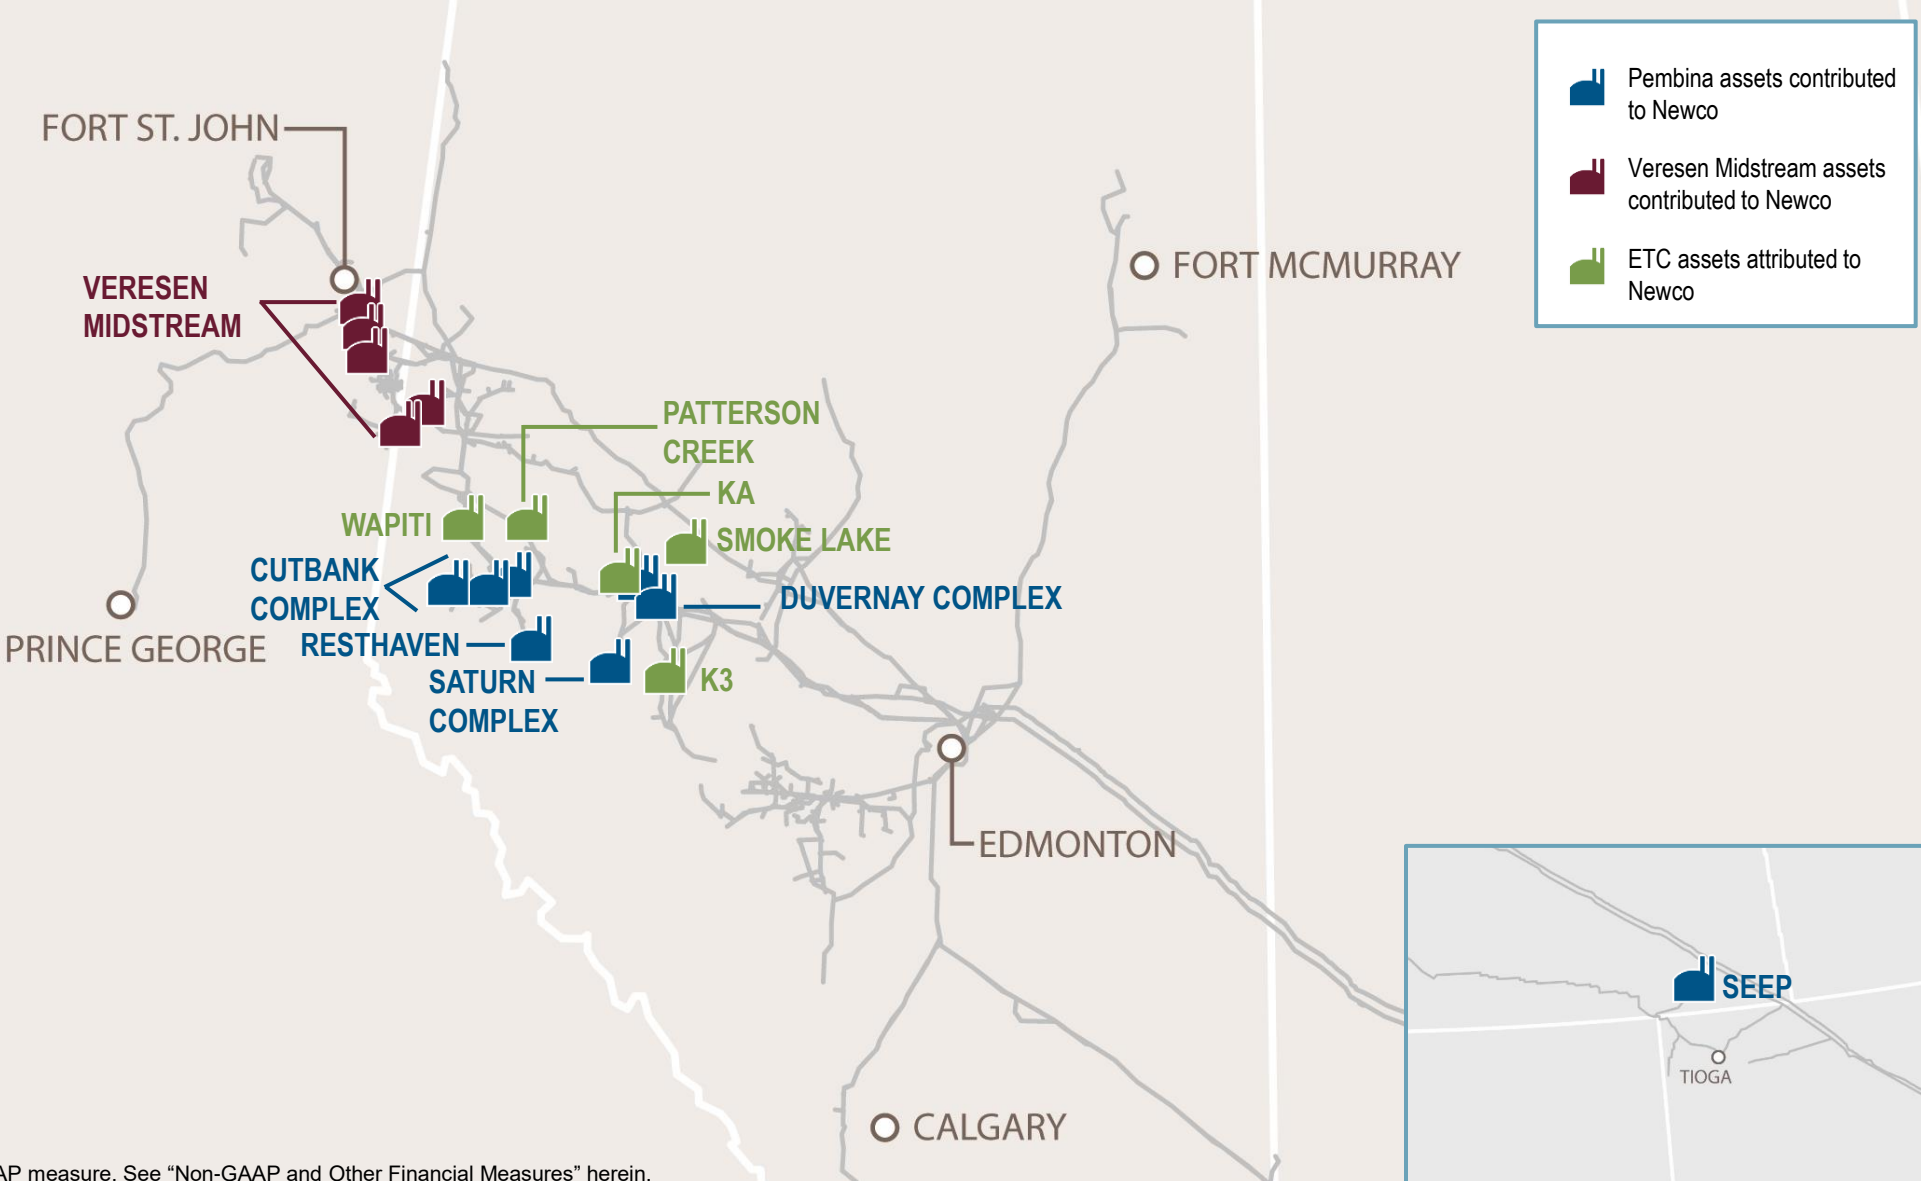 Pembina assets contributed
to Newco
Veresen Midstream assets
contributed to Newco
ETC assets attributed to
Newco
FORT ST. JOHN
FORT MCMURRAY
VERESEN
MIDSTREAM
PATTERSON
CREEK
KA
WAPITI
SMOKE LAKE
CUTBANK
COMPLEX
DUVERNAY COMPLEX
PRINCE GEORGE
RESTHAVEN
SATURN
COMPLEX
K3
EDMONTON
SEEP
TIOGA
CALGARY
AP measure. See “Non-GAAP and Other Financial Measures” herein.